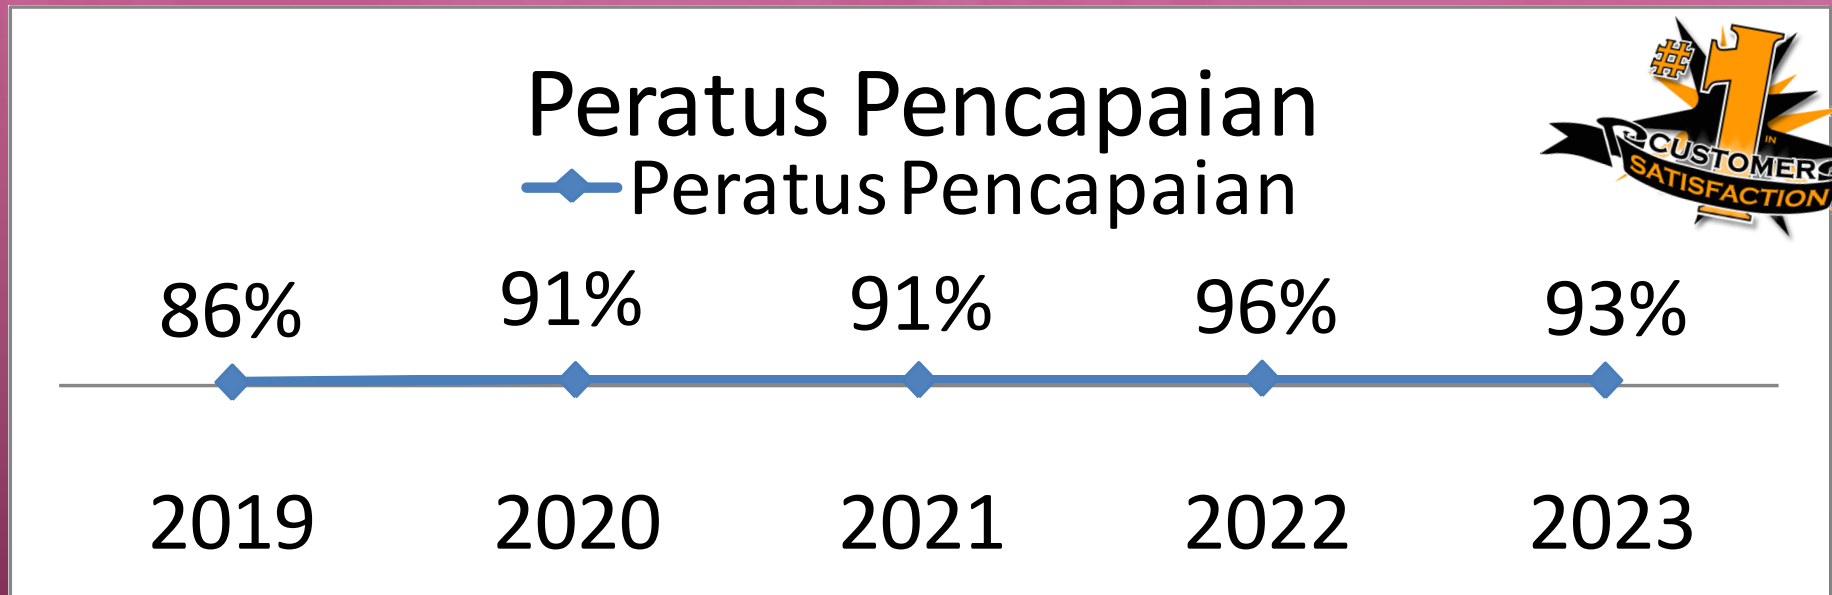 Peratus Pencapaian
Peratus Pencapaian
#1
IN
CUSTOMER
SATISFACTION
86% 91% 91% 96% 93%
2019 2020 2021 2022 2023